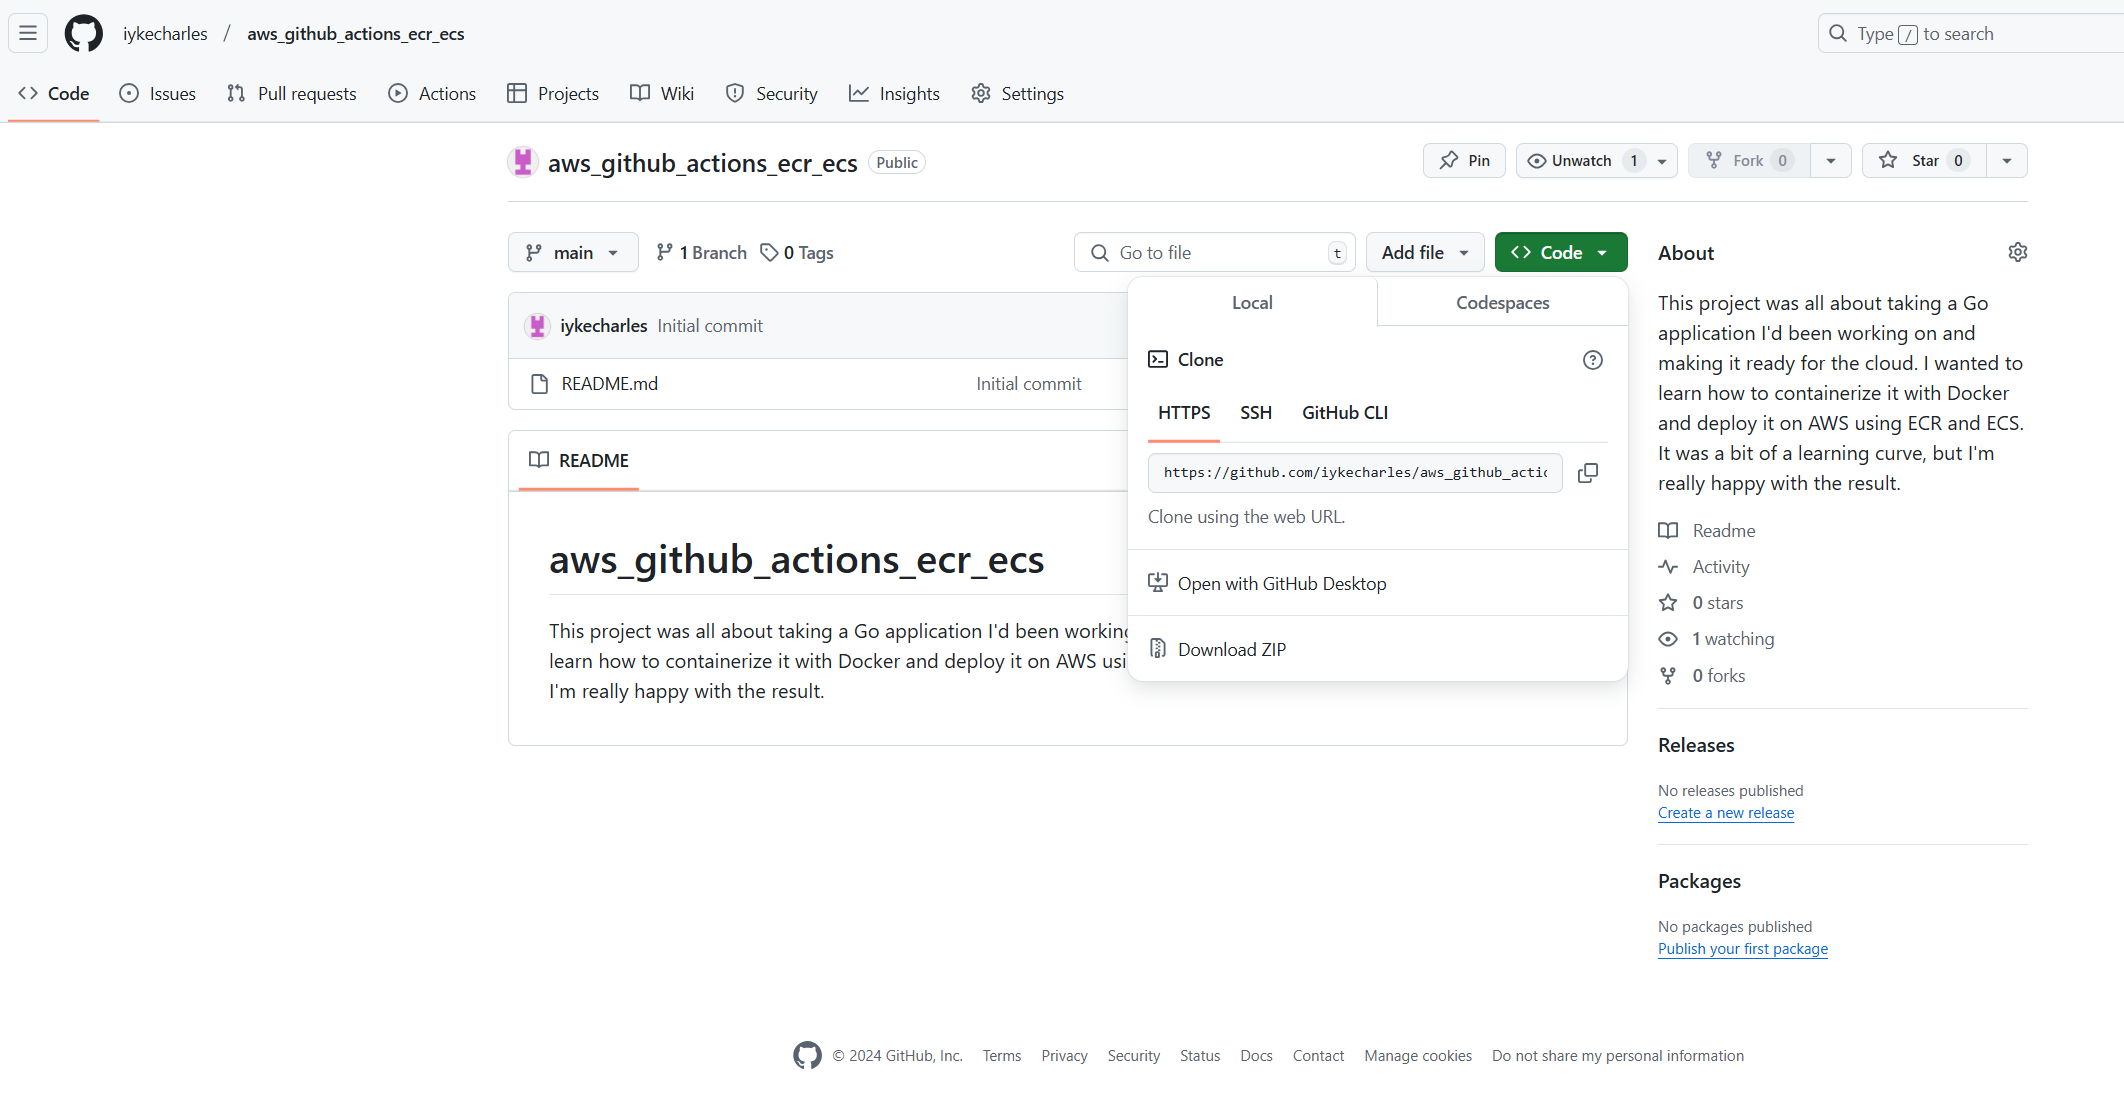 iykecharles / aws_github_actions_ecr_ecs
Type / to search
Code Issues Pull requests Actions Projects Wiki Security Insights Settings
aws_github_actions_ecr_ecs Public
Pin Unwatch 1 Fork 0 Star 0
main 1 Branch 0 Tags Go to file t Add file Code
iykecharles Initial commit
README.md Initial commit
README
aws_github_actions_ecr_ecs
This project was all about taking a Go application I'd been working
learn how to containerize it with Docker and deploy it on AWS usi
I'm really happy with the result.
Local Codespaces
Clone
HTTPS SSH GitHub CLI
https://github.com/iykecharles/aws_github_actio
Clone using the web URL.
Open with GitHub Desktop
Download ZIP
About
This project was all about taking a Go
application I'd been working on and
making it ready for the cloud. I wanted to
learn how to containerize it with Docker
and deploy it on AWS using ECR and ECS.
It was a bit of a learning curve, but I'm
really happy with the result.
Readme
Activity
0 stars
1 watching
0 forks
Releases
No releases published
Create a new release
Packages
No packages published
Publish your first package
© 2024 GitHub, Inc. Terms Privacy Security Status Docs Contact Manage cookies Do not share my personal information